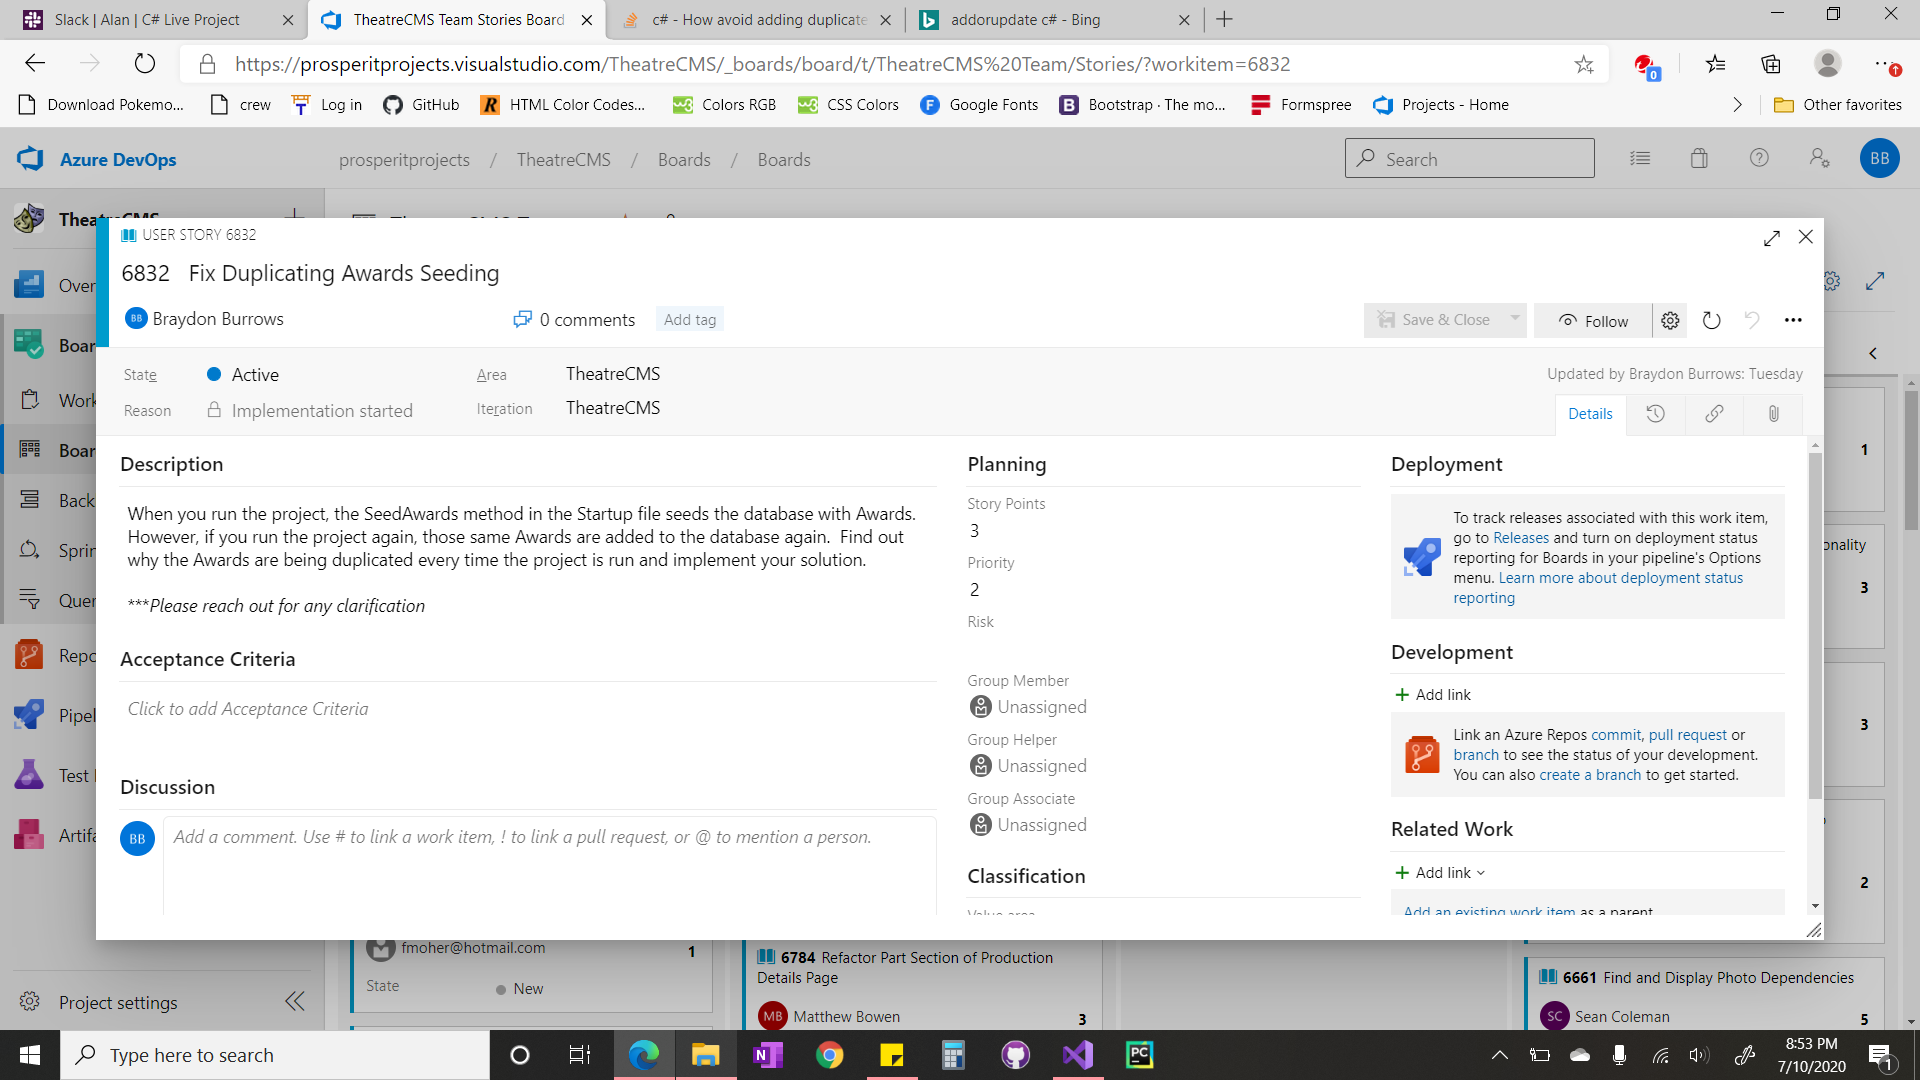 Slack | Alan | C# Live Project
TheatreCMS Team Stories Board
c# - How avoid adding duplicate
addorupdate c# - Bing
https://prosperitprojects.visualstudio.com/TheatreCMS/_boards/board/t/TheatreCMS%20Team/Stories/?workitem=6832
0
Download Pokemo...
crew
Log in
GitHub
HTML Color Codes...
Colors RGB
CSS Colors
Google Fonts
Bootstrap · The mo...
Formspree
Projects - Home
Other favorites
Azure DevOps
prosperitprojects / TheatreCMS / Boards / Boards
Search
BB
USER STORY 6832
6832 Fix Duplicating Awards Seeding
BB Braydon Burrows
0 comments
Add tag
Save & Close
Follow
State
Active
Area
TheatreCMS
Updated by Braydon Burrows: Tuesday
Reason
Implementation started
Iteration
TheatreCMS
Details
Description
When you run the project, the SeedAwards method in the Startup file seeds the database with Awards.
However, if you run the project again, those same Awards are added to the database again. Find out
why the Awards are being duplicated every time the project is run and implement your solution.
***Please reach out for any clarification
Acceptance Criteria
Click to add Acceptance Criteria
Discussion
BB
Add a comment. Use # to link a work item, ! to link a pull request, or @ to mention a person.
Planning
Story Points
3
Priority
2
Risk
Group Member
Unassigned
Group Helper
Unassigned
Group Associate
Unassigned
Classification
Value area
Deployment
To track releases associated with this work item,
go to Releases and turn on deployment status
reporting for Boards in your pipeline's Options
menu. Learn more about deployment status
reporting
Development
+ Add link
Link an Azure Repos commit, pull request or
branch to see the status of your development.
You can also create a branch to get started.
Related Work
+ Add link
Add an existing work item as a parent
Over
Boar
Work
Boar
Back
Sprin
Quer
Repo
Pipel
Test
Artifa
Project settings
1
onality
3
3
2
fmoher@hotmail.com
1
State
New
6784 Refactor Part Section of Production
Details Page
MB Matthew Bowen
3
6661 Find and Display Photo Dependencies
SC Sean Coleman
5
Type here to search
8:53 PM
7/10/2020
1